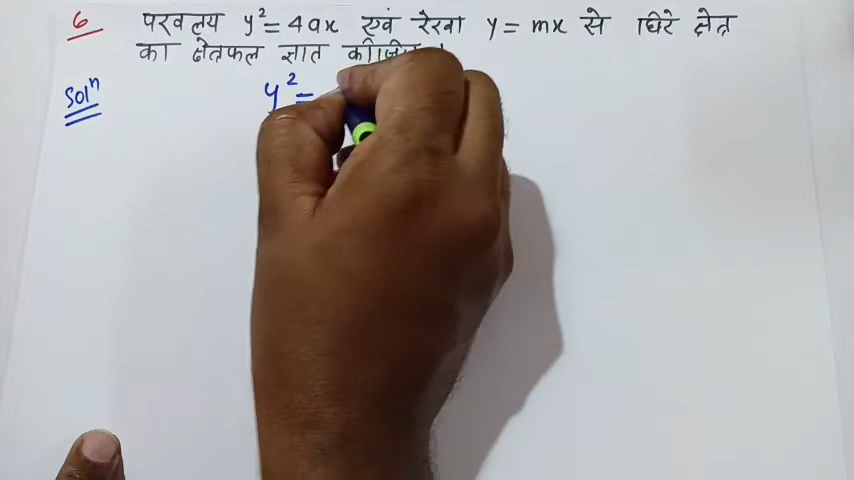 6 परवलय y² = 4ax एवं रेखा y = mx से घिरे क्षेत्र
का क्षेत्रफल ज्ञात
Solⁿ y² =